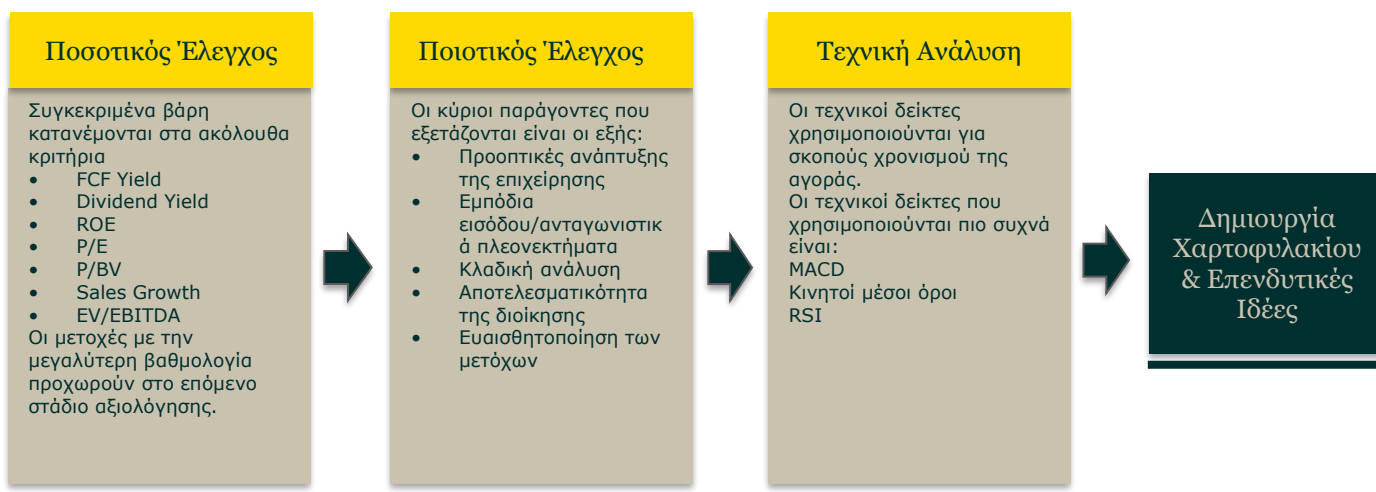 Ποσοτικός Έλεγχος
Συγκεκριμένα βάρη
κατανέμονται στα ακόλουθα
κριτήρια
• FCF Yield
• Dividend Yield
• ROE
• P/E
• P/BV
• Sales Growth
• EV/EBITDA
Οι μετοχές με την
μεγαλύτερη βαθμολογία
προχωρούν στο επόμενο
στάδιο αξιολόγησης.
Ποιοτικός Έλεγχος
Οι κύριοι παράγοντες που
εξετάζονται είναι οι εξής:
• Προοπτικές ανάπτυξης
της επιχείρησης
• Εμπόδια
εισόδου/ανταγωνιστικ
ά πλεονεκτήματα
• Κλαδική ανάλυση
• Αποτελεσματικότητα
της διοίκησης
• Ευαισθητοποίηση των
μετόχων
Τεχνική Ανάλυση
Οι τεχνικοί δείκτες
χρησιμοποιούνται για
σκοπούς χρονισμού της
αγοράς.
Οι τεχνικοί δείκτες που
χρησιμοποιούνται πιο συχνά
είναι:
MACD
Κινητοί μέσοι όροι
RSI
Δημιουργία
Χαρτοφυλακίου
& Επενδυτικές
Ιδέες